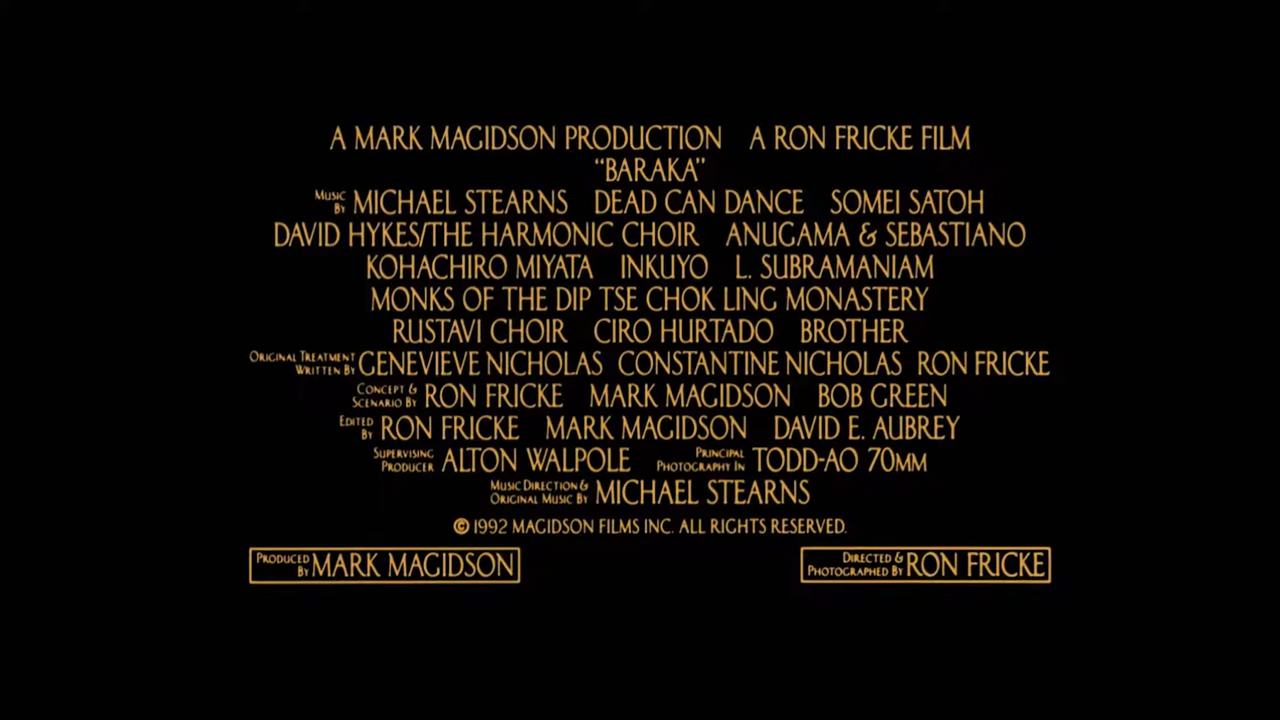 A MARK MAGIDSON PRODUCTION A RON FRICKE FILM
“BARAKA”
MUSIC BY MICHAEL STEARNS DEAD CAN DANCE SOMEI SATOH
DAVID HYKES/THE HARMONIC CHOIR ANUGAMA & SEBASTIANO
KOHACHIRO MIYATA INKUYO L. SUBRAMANIAM
MONKS OF THE DIP TSE CHOK LING MONASTERY
RUSTAVI CHOIR CIRO HURTADO BROTHER
ORIGINAL TREATMENT WRITTEN BY GENEVIEVE NICHOLAS CONSTANTINE NICHOLAS RON FRICKE
CONCEPT & SCENARIO BY RON FRICKE MARK MAGIDSON BOB GREEN
EDITED BY RON FRICKE MARK MAGIDSON DAVID E. AUBREY
SUPERVISING PRODUCER ALTON WALPOLE PRINCIPAL PHOTOGRAPHY IN TODD-AO 70MM
MUSIC DIRECTION & ORIGINAL MUSIC BY MICHAEL STEARNS
© 1992 MAGIDSON FILMS INC. ALL RIGHTS RESERVED.
PRODUCED BY MARK MAGIDSON
DIRECTED & PHOTOGRAPHED BY RON FRICKE